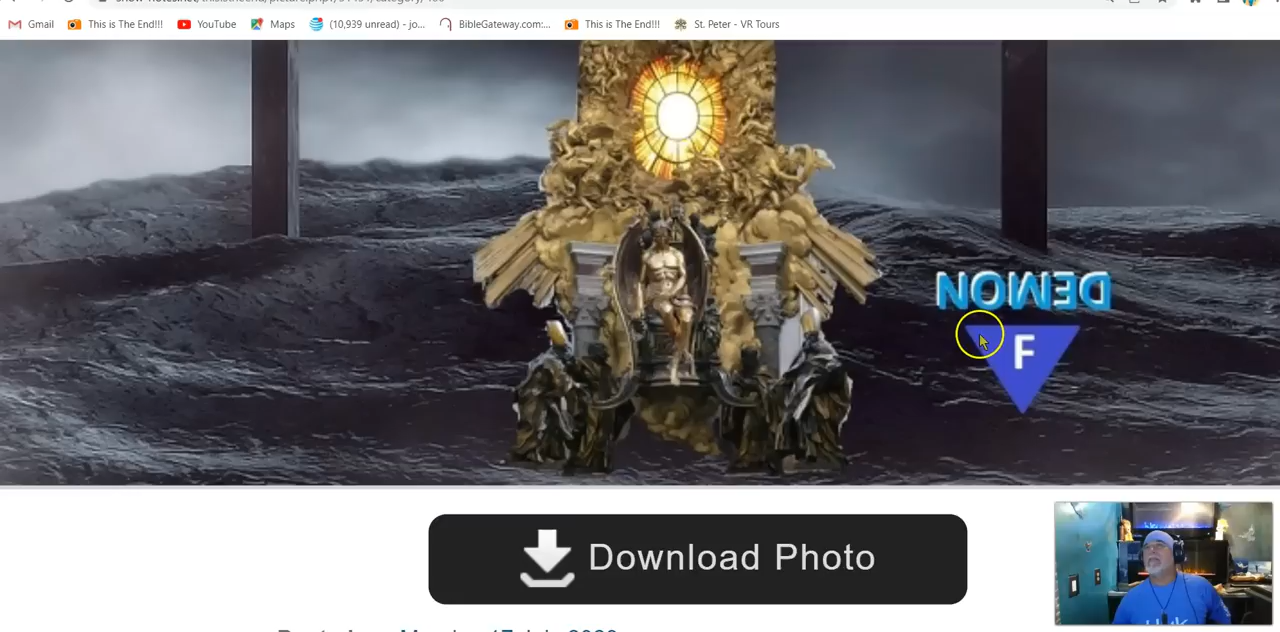 Gmail This is The End!!! YouTube Maps (10,939 unread) - jo... BibleGateway.com:... This is The End!!! St. Peter - VR Tours
DEMON
F
Download Photo